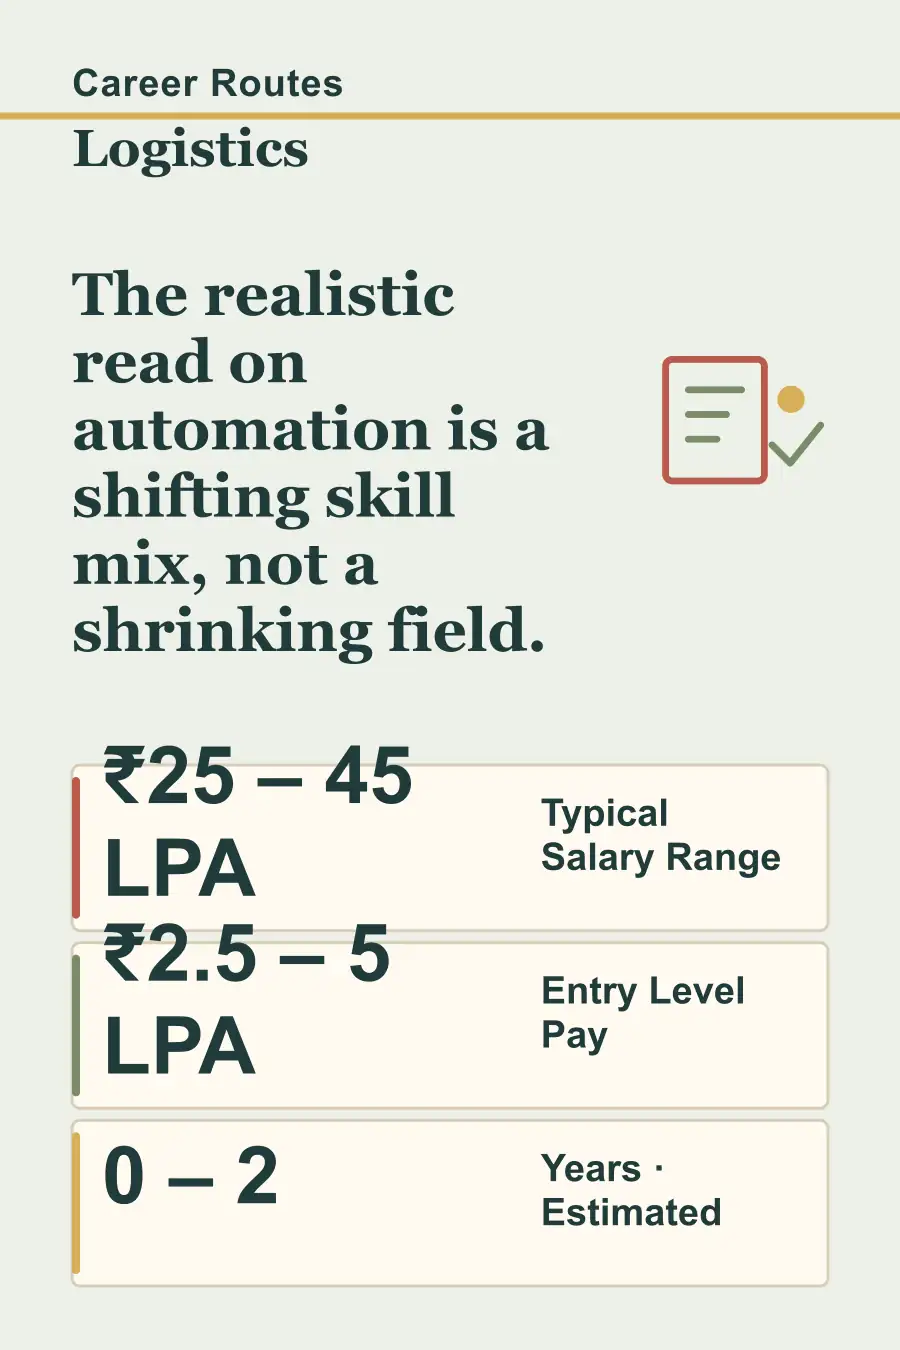 Career Routes
Logistics
The realistic
read on
automation is a
shifting skill
mix, not a
shrinking field.
₹25 – 45
LPA
Typical
Salary Range
₹2.5 – 5
LPA
Entry Level
Pay
0 – 2
Years ·
Estimated